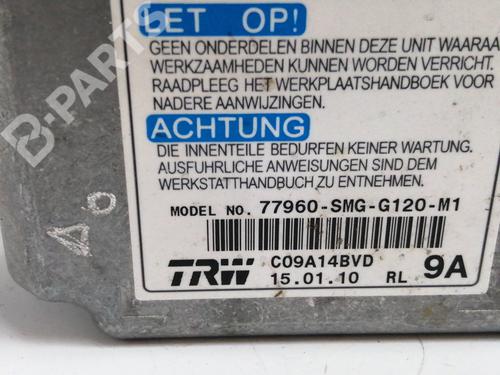 LET OP!
GEEN ONDERDELEN BINNEN DEZE UNIT WAARAA
WERKZAAMHEDEN KUNNEN WORDEN VERRICHT.
RAADPLEEG HET WERKPLAATSHANDBOEK VOOR
NADERE AANWIJZINGEN.
ACHTUNG
DIE INNENTEILE BEDURFEN KEINER WARTUNG.
AUSFUHRLICHE ANWEISUNGEN SIND DEM
WERKSTATTHANDBUCH ZU ENTNEHMEN.
MODEL NO. 77960-SMG-G120-M1
TRW C09A14BVD
15.01.10 RL 9A
B-PARTS